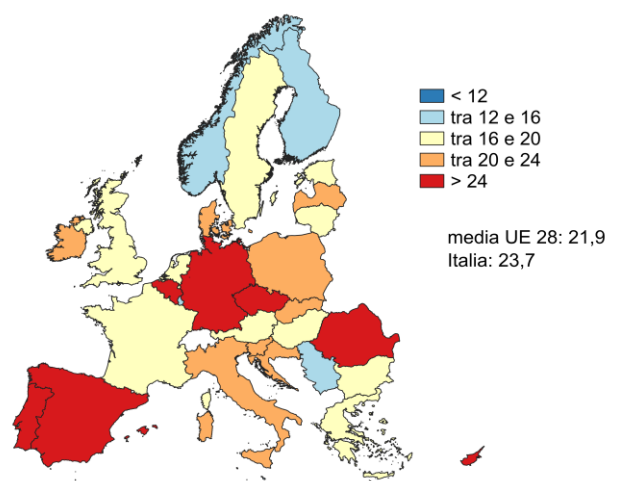 < 12
tra 12 e 16
tra 16 e 20
tra 20 e 24
> 24
media UE 28: 21,9
Italia: 23,7